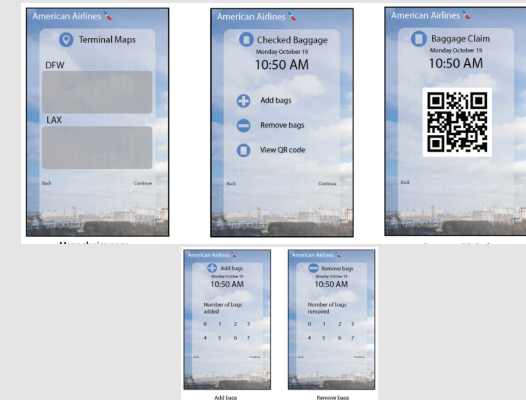 American Airlines
Terminal Maps
DFW
LAX
Back Continue
American Airlines
Checked Baggage
Monday October 19
10:50 AM
Add bags
Remove bags
View QR code
Back Continue
American Airlines
Baggage Claim
Monday October 19
10:50 AM
Back
American Airlines
Add bags
Monday October 19
10:50 AM
Number of bags
added
0 1 2 3
4 5 6 7
Back Continue
Add bags
American Airlines
Remove bags
Monday October 19
10:50 AM
Number of bags
removed
0 1 2 3
4 5 6 7
Back Continue
Remove bags